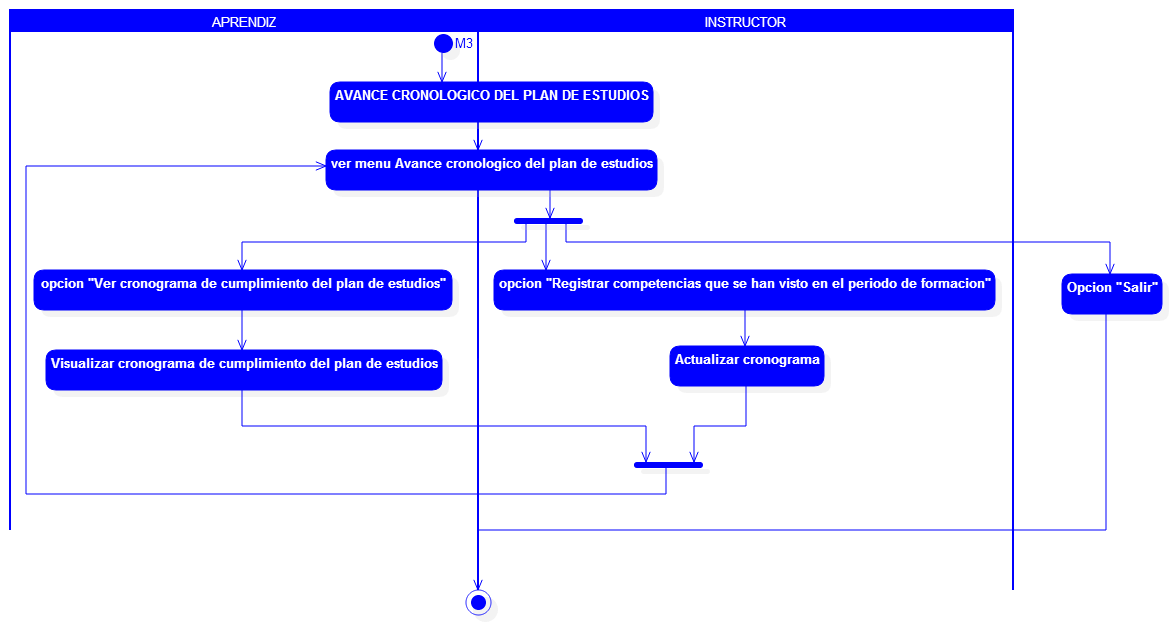 APRENDIZ
INSTRUCTOR
M3
AVANCE CRONOLOGICO DEL PLAN DE ESTUDIOS
ver menu Avance cronologico del plan de estudios
opcion "Ver cronograma de cumplimiento del plan de estudios"
opcion "Registrar competencias que se han visto en el periodo de formacion"
Opcion "Salir"
Visualizar cronograma de cumplimiento del plan de estudios
Actualizar cronograma